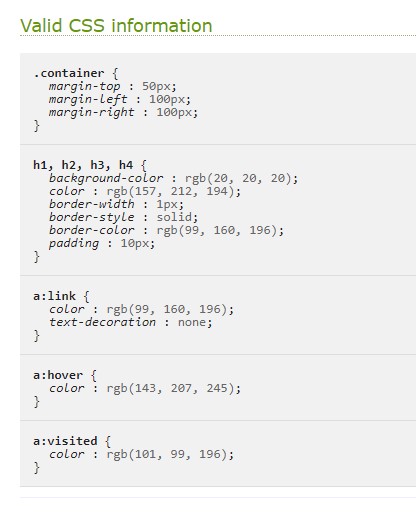 Valid CSS information
.container {
margin-top : 50px;
margin-left : 100px;
margin-right : 100px;
}
h1, h2, h3, h4 {
background-color : rgb(20, 20, 20);
color : rgb(157, 212, 194);
border-width : 1px;
border-style : solid;
border-color : rgb(99, 160, 196);
padding : 10px;
}
a:link {
color : rgb(99, 160, 196);
text-decoration : none;
}
a:hover {
color : rgb(143, 207, 245);
}
a:visited {
color : rgb(101, 99, 196);
}